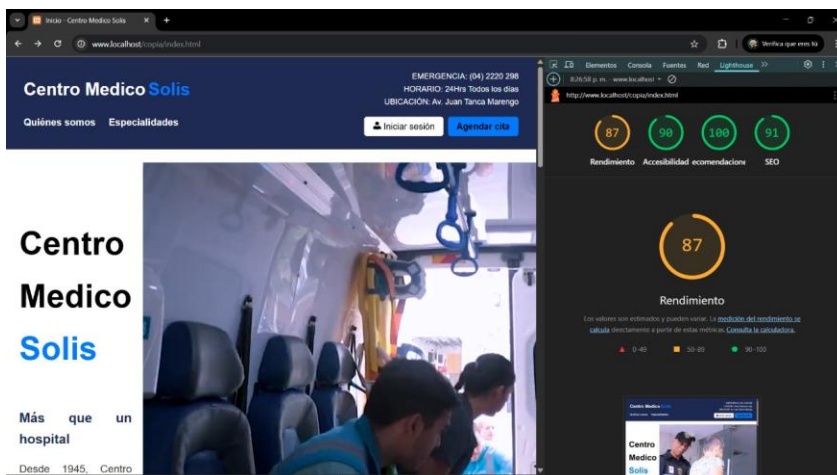 Inicio - Centro Medico Solis
www.localhost/copia/index.html
Verifica que eres tú
Centro Medico Solis
EMERGENCIA: (04) 2220 298
HORARIO: 24Hrs Todos los días
UBICACIÓN: Av. Juan Tanca Marengo
Quiénes somos Especialidades
Iniciar sesión Agendar cita
Centro
Medico
Solis
Más que un
hospital
Desde 1945, Centro
Elementos Consola Fuentes Red Lighthouse
8:26:50 p. m. - www.localhost
http://www.localhost/copia/index.html
87 90 100 91
Rendimiento Accesibilidad ecomendacione SEO
87
Rendimiento
Los valores son estimados y pueden variar. La medición del rendimiento se
calcula directamente a partir de estas métricas. Consulta la calculadora.
0-49 50-89 90-100
Centro
Medico
Solis